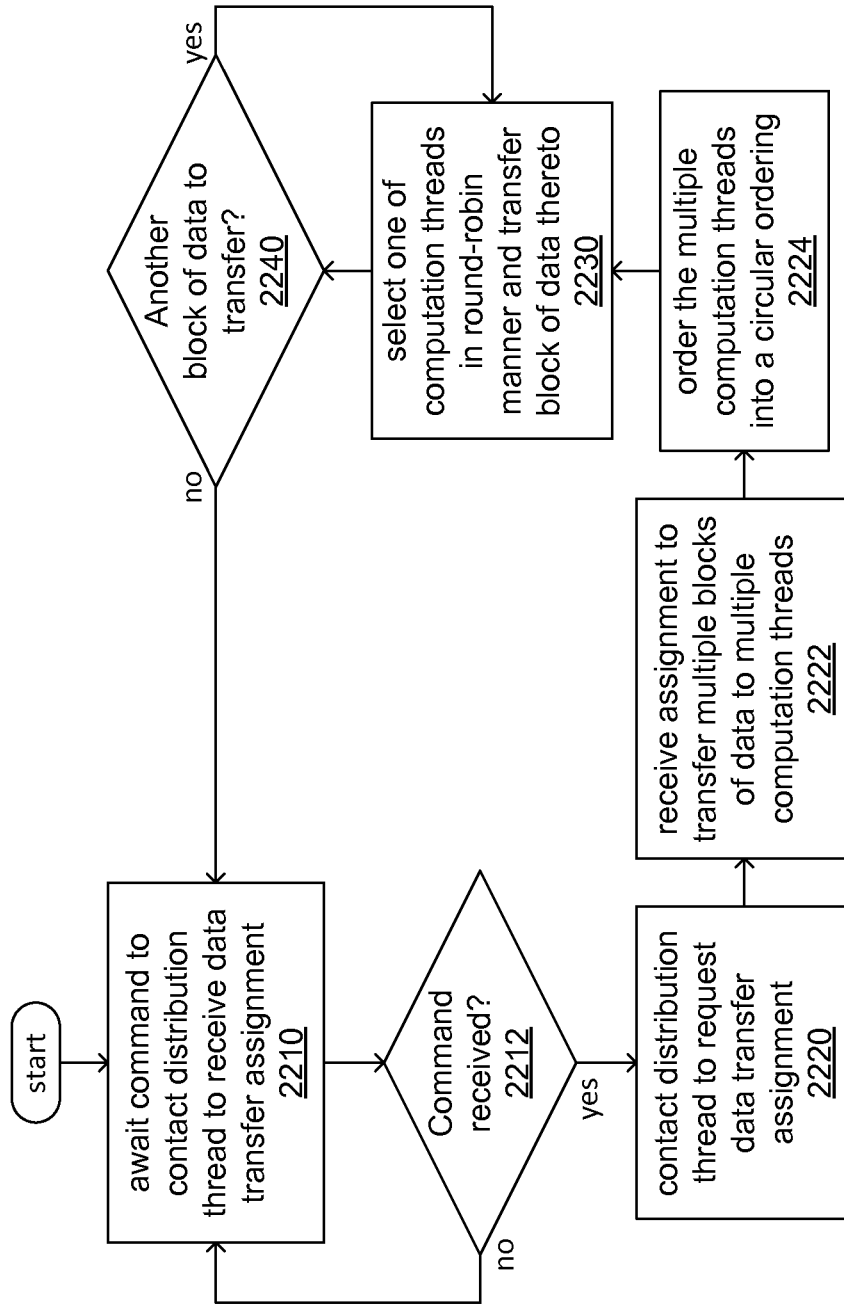 start
await command to
contact distribution
thread to receive data
transfer assignment
2210
Command
received?
2212
no
yes
contact distribution
thread to request
data transfer
assignment
2220
receive assignment to
transfer multiple blocks
of data to multiple
computation threads
2222
order the multiple
computation threads
into a circular ordering
2224
select one of
computation threads
in round-robin
manner and transfer
block of data thereto
2230
Another
block of data to
transfer?
2240
yes
no